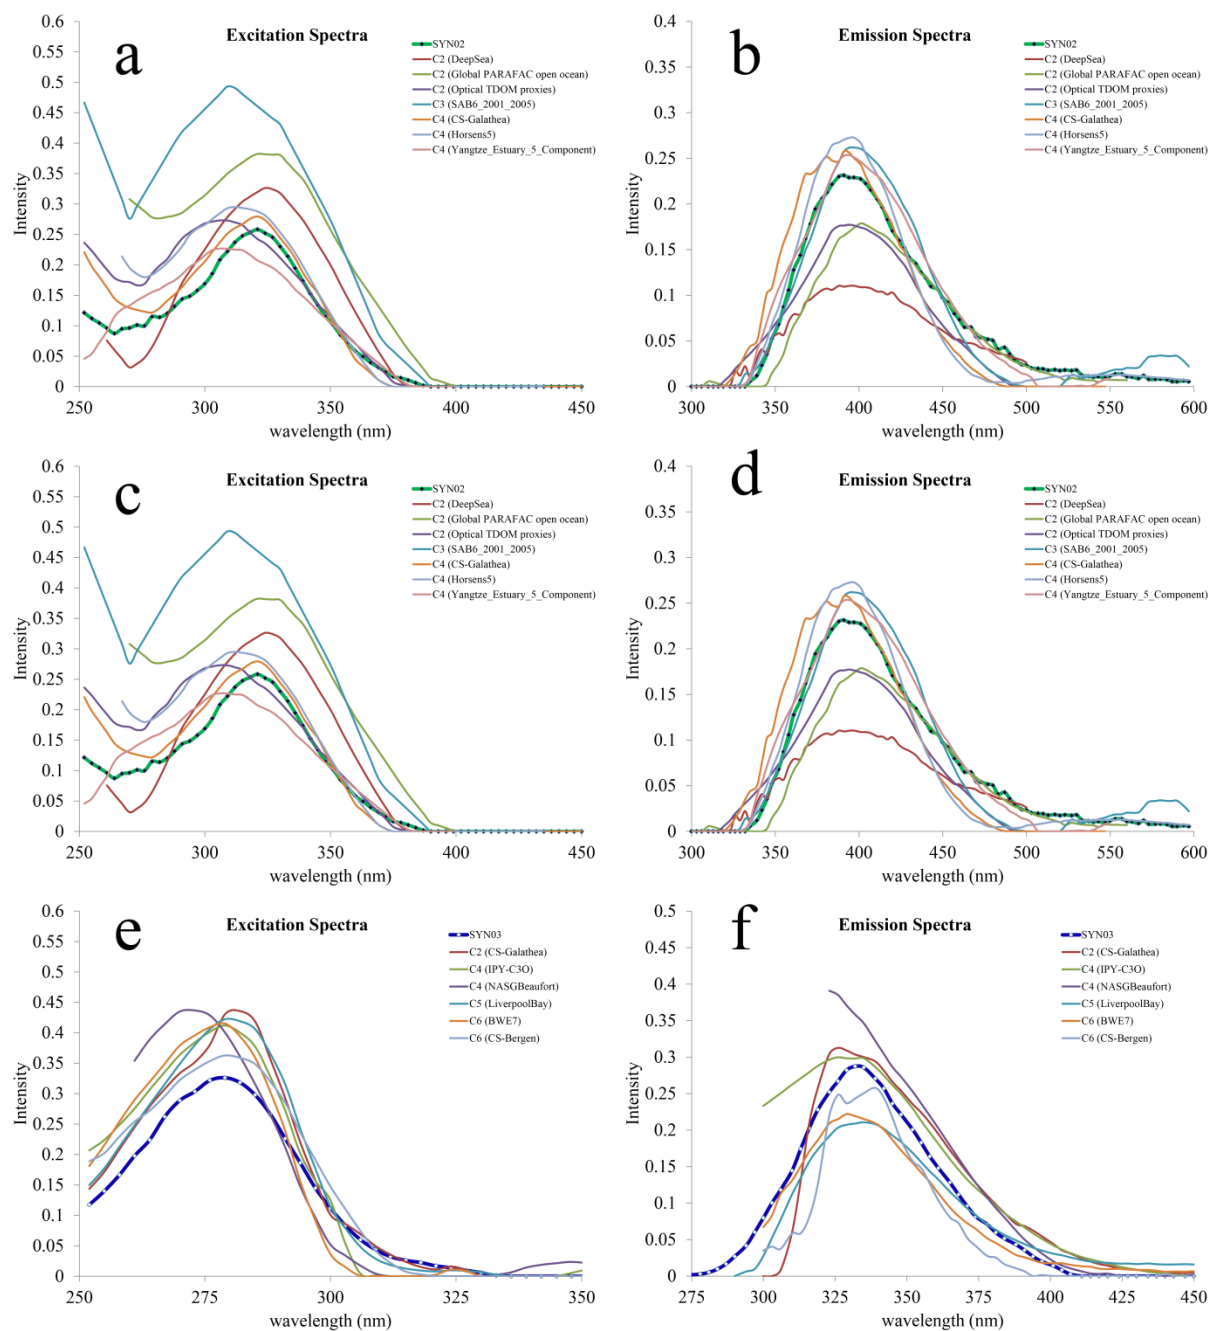 a
Excitation Spectra
0.6
0.5
0.4
0.3
0.2
0.1
0
0.55
0.45
0.35
0.25
0.15
0.05
Intensity
250
300
350
400
450
wavelength (nm)
SYN02
C2 (DeepSea)
C2 (Global PARAFAC open ocean)
C2 (Optical TDOM proxies)
C3 (SAB6_2001_2005)
C4 (CS-Galathea)
C4 (Horsens5)
C4 (Yangtze_Estuary_5_Component)
b
Emission Spectra
0.4
0.35
0.3
0.25
0.2
0.15
0.1
0.05
0
Intensity
300
350
400
450
500
550
600
wavelength (nm)
SYN02
C2 (DeepSea)
C2 (Global PARAFAC open ocean)
C2 (Optical TDOM proxies)
C3 (SAB6_2001_2005)
C4 (CS-Galathea)
C4 (Horsens5)
C4 (Yangtze_Estuary_5_Component)
c
Excitation Spectra
0.6
0.55
0.5
0.45
0.4
0.35
0.3
0.25
0.2
0.15
0.1
0.05
0
Intensity
250
300
350
400
450
wavelength (nm)
SYN02
C2 (DeepSea)
C2 (Global PARAFAC open ocean)
C2 (Optical TDOM proxies)
C3 (SAB6_2001_2005)
C4 (CS-Galathea)
C4 (Horsens5)
C4 (Yangtze_Estuary_5_Component)
d
Emission Spectra
0.4
0.35
0.3
0.25
0.2
0.15
0.1
0.05
0
Intensity
300
350
400
450
500
550
600
wavelength (nm)
SYN02
C2 (DeepSea)
C2 (Global PARAFAC open ocean)
C2 (Optical TDOM proxies)
C3 (SAB6_2001_2005)
C4 (CS-Galathea)
C4 (Horsens5)
C4 (Yangtze_Estuary_5_Component)
e
Excitation Spectra
0.6
0.55
0.5
0.45
0.4
0.35
0.3
0.25
0.2
0.15
0.1
0.05
0
Intensity
250
275
300
325
350
wavelength (nm)
SYN03
C2 (CS-Galathea)
C4 (IPY-C3O)
C4 (NASGBeaufort)
C5 (LiverpoolBay)
C6 (BWE7)
C6 (CS-Bergen)
f
Emission Spectra
0.5
0.45
0.4
0.35
0.3
0.25
0.2
0.15
0.1
0.05
0
Intensity
275
300
325
350
375
400
425
450
wavelength (nm)
SYN03
C2 (CS-Galathea)
C4 (IPY-C3O)
C4 (NASGBeaufort)
C5 (LiverpoolBay)
C6 (BWE7)
C6 (CS-Bergen)